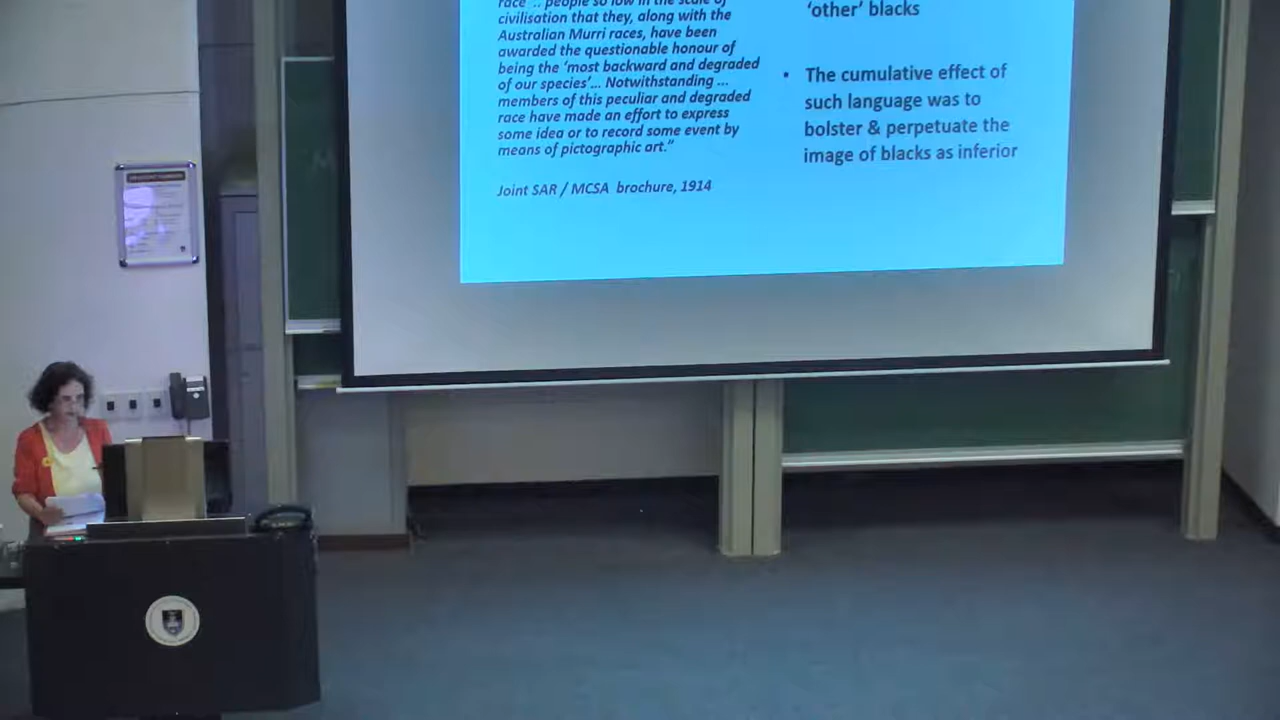 race .. people so low in the scale of
civilisation that they, along with the
Australian Murri races, have been
awarded the questionable honour of
being the ‘most backward and degraded
of our species’... Notwithstanding ...
members of this peculiar and degraded
race have made an effort to express
some idea or to record some event by
means of pictographic art.”
Joint SAR / MCSA brochure, 1914
‘other’ blacks
• The cumulative effect of
such language was to
bolster & perpetuate the
image of blacks as inferior